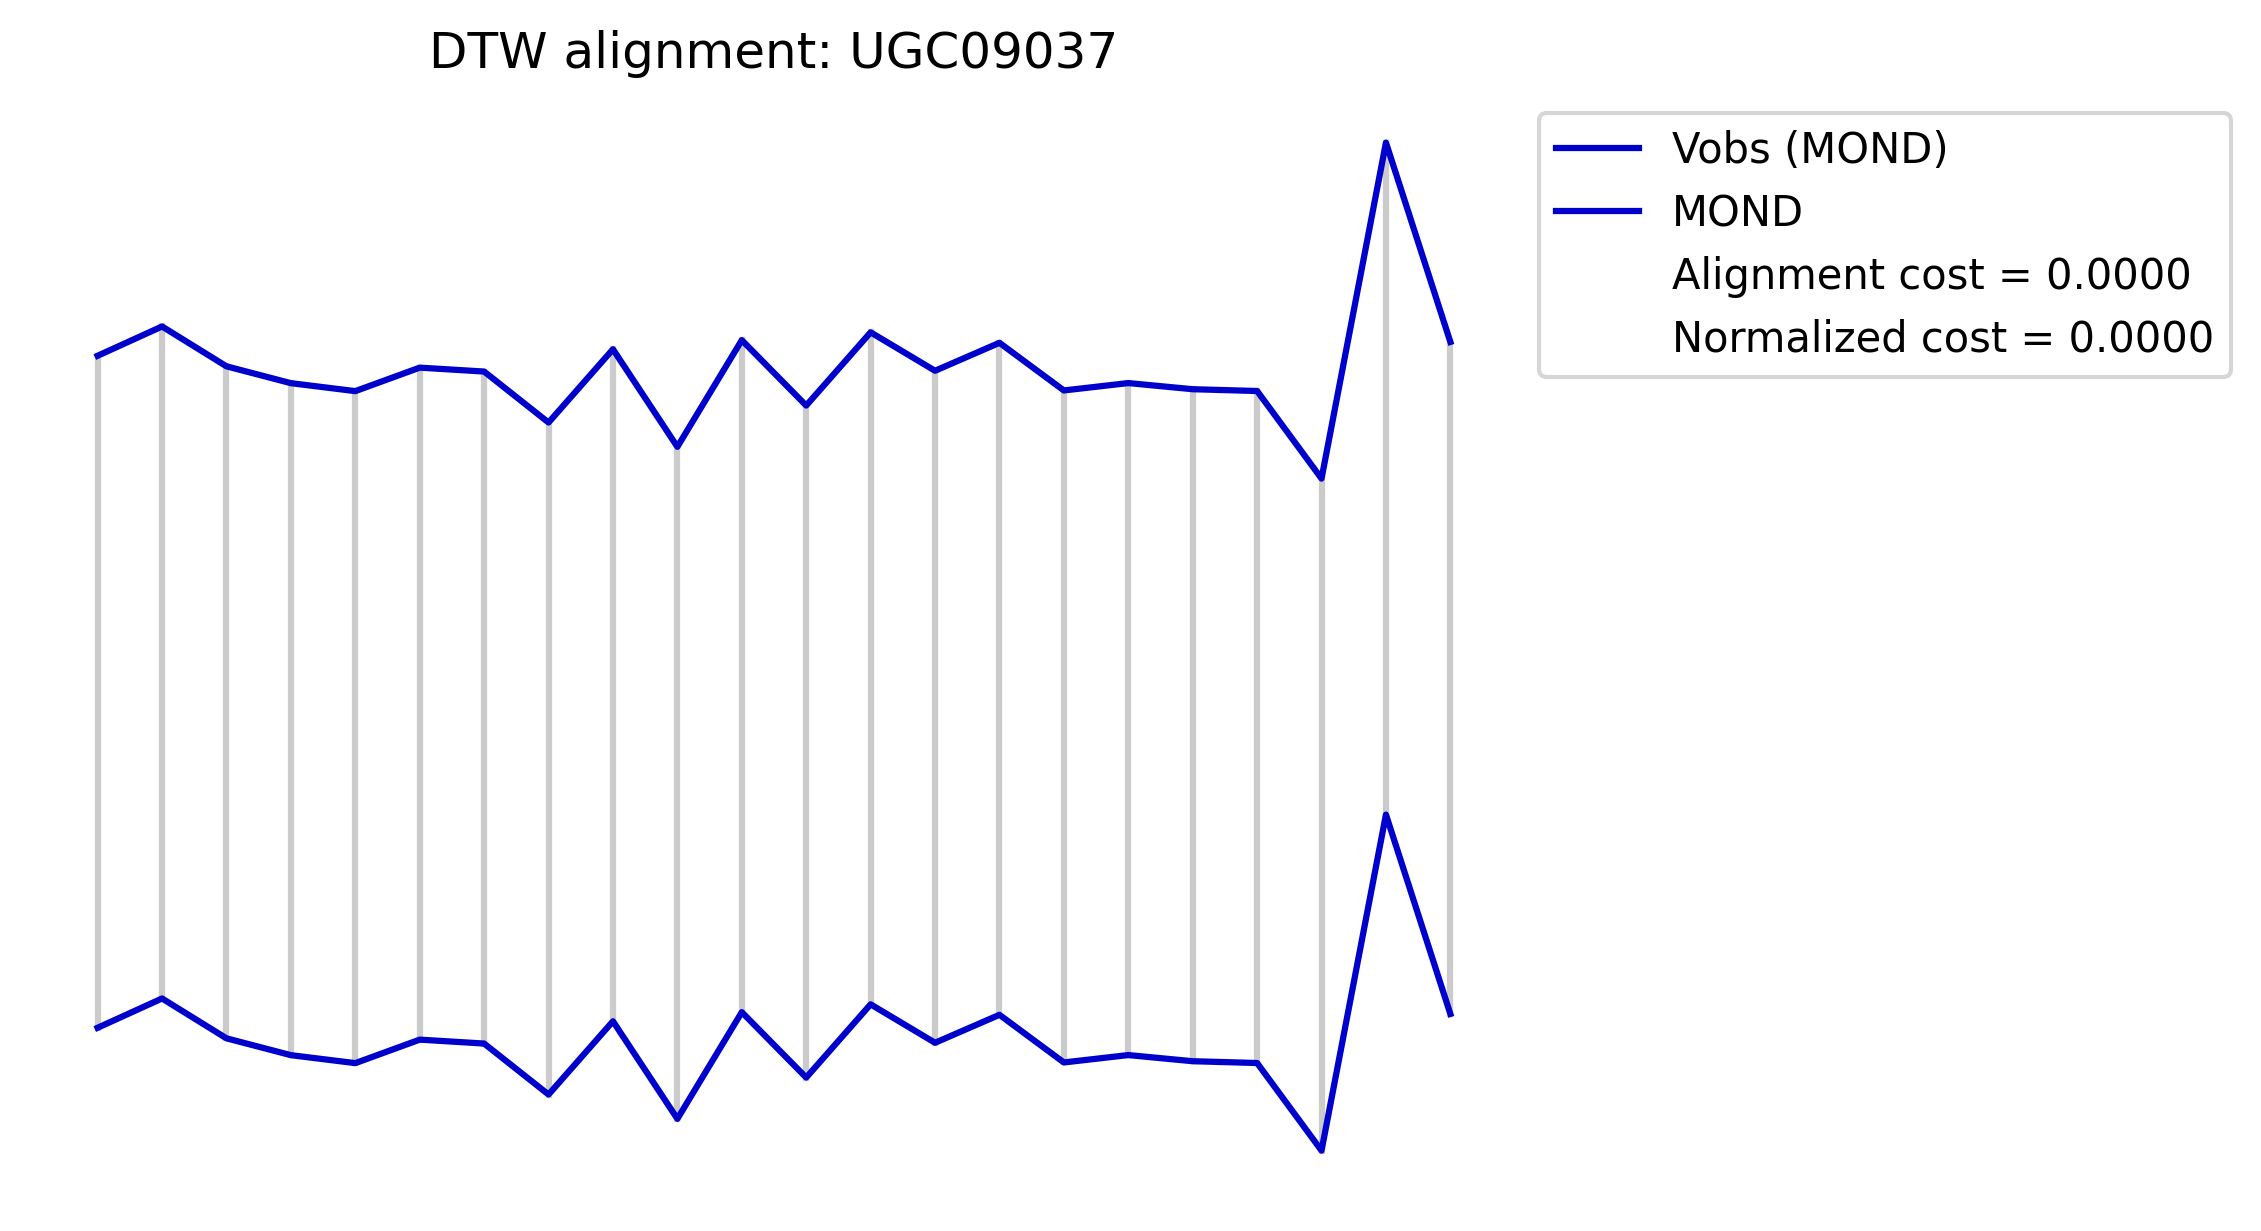 DTW alignment: UGC09037
Vobs (MOND)
MOND
Alignment cost = 0.0000
Normalized cost = 0.0000